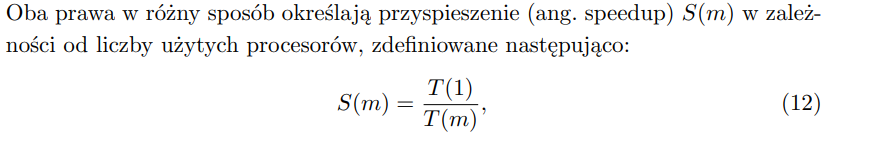 Oba prawa w różny sposób określają przyspieszenie (ang. speedup) S(m) w zależ-
ności od liczby użytych procesorów, zdefiniowane następująco:
S(m) = T(1) / T(m), (12)